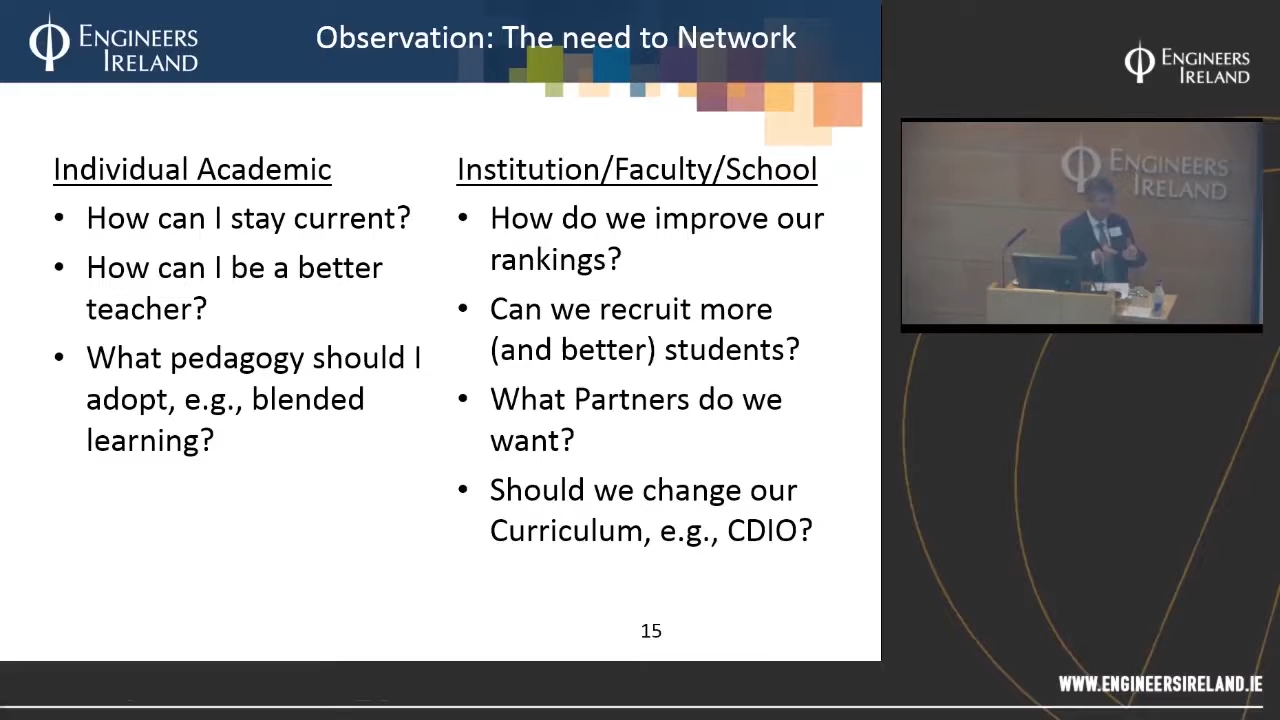 ENGINEERS
IRELAND
Observation: The need to Network
Individual Academic
• How can I stay current?
• How can I be a better
teacher?
• What pedagogy should I
adopt, e.g., blended
learning?
Institution/Faculty/School
• How do we improve our
rankings?
• Can we recruit more
(and better) students?
• What Partners do we
want?
• Should we change our
Curriculum, e.g., CDIO?
15
ENGINEERS
IRELAND
ENGINEERS
IRELAND
WWW.ENGINEERSIRELAND.IE